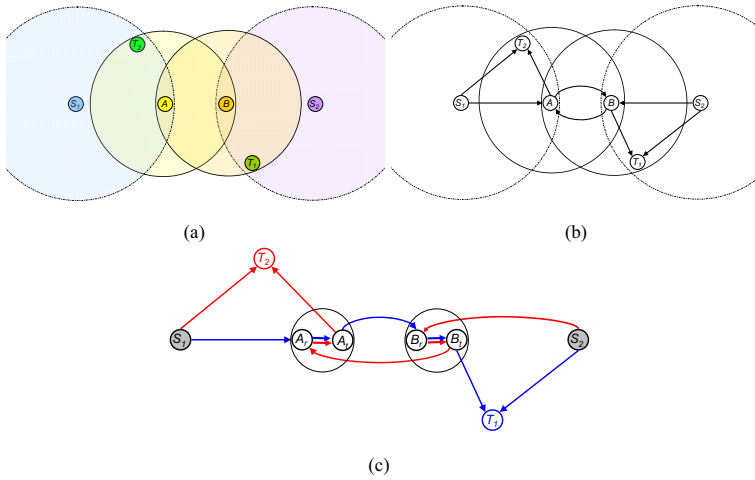 T2
S1 A B S2
T1
(a)
T2
S1 A B S2
T1
(b)
T2
S1 Ar At Br Bt S2
T1
(c)